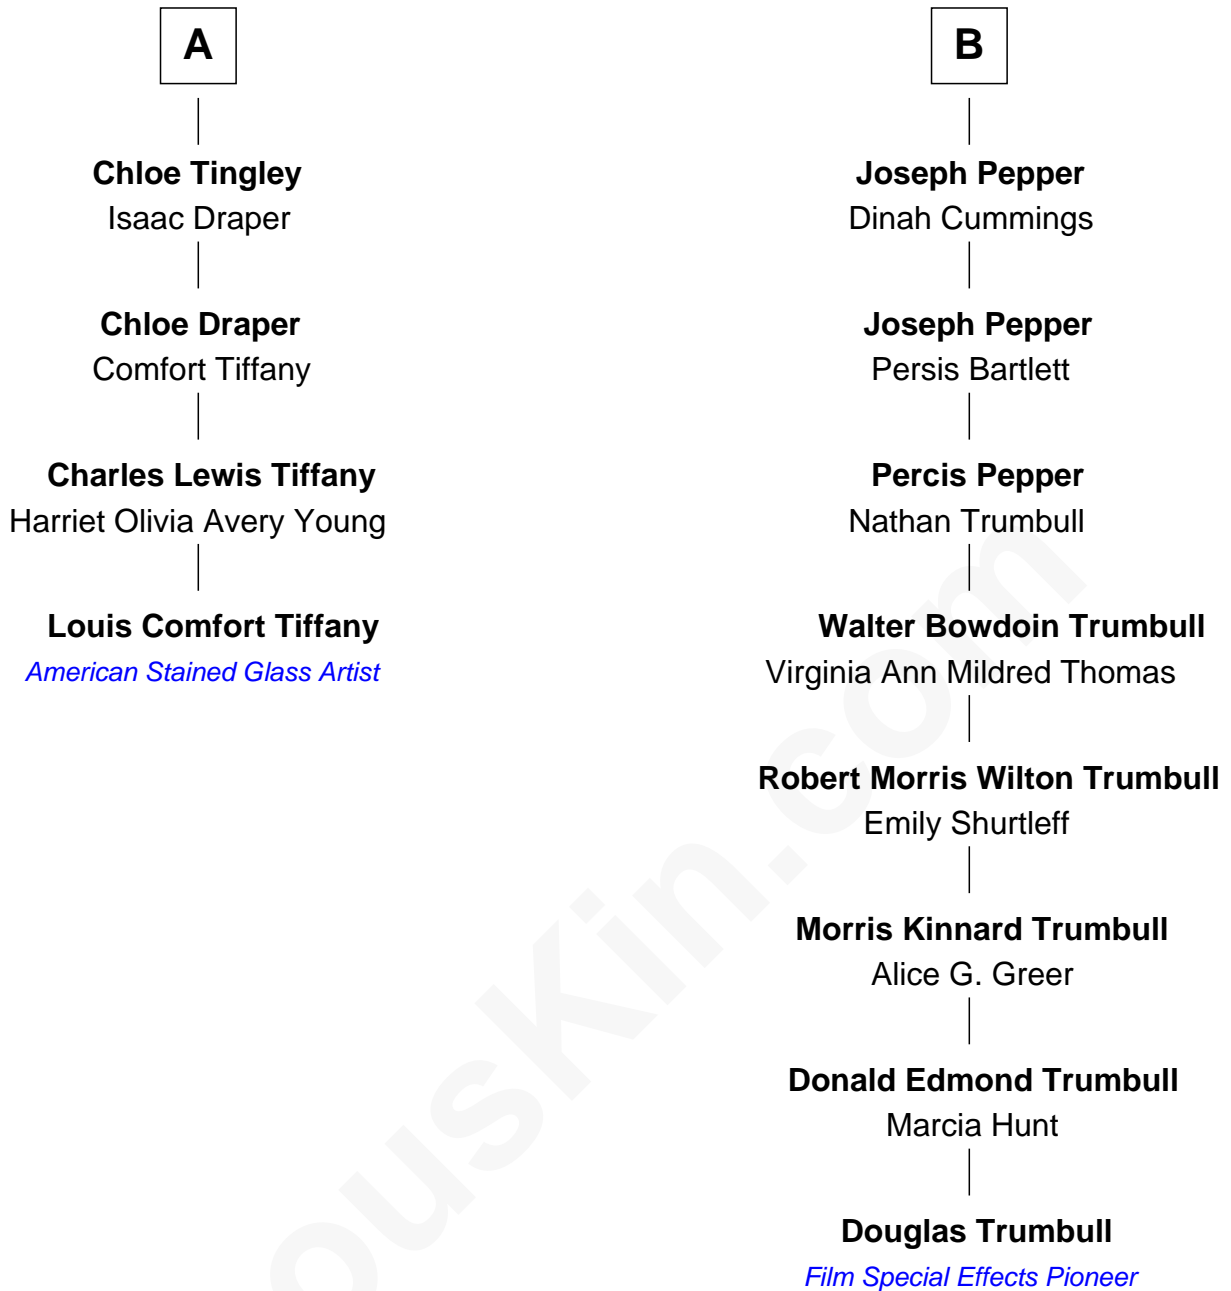 A
Chloe Tingley
Isaac Draper
Chloe Draper
Comfort Tiffany
Charles Lewis Tiffany
Harriet Olivia Avery Young
Louis Comfort Tiffany
American Stained Glass Artist
B
Joseph Pepper
Dinah Cummings
Joseph Pepper
Persis Bartlett
Percis Pepper
Nathan Trumbull
Walter Bowdoin Trumbull
Virginia Ann Mildred Thomas
Robert Morris Wilton Trumbull
Emily Shurtleff
Morris Kinnard Trumbull
Alice G. Greer
Donald Edmond Trumbull
Marcia Hunt
Douglas Trumbull
Film Special Effects Pioneer
ousKin.com